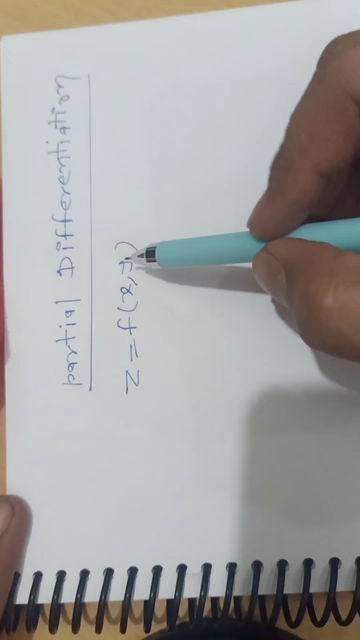 partial Differentiation
Z = f(x,y)